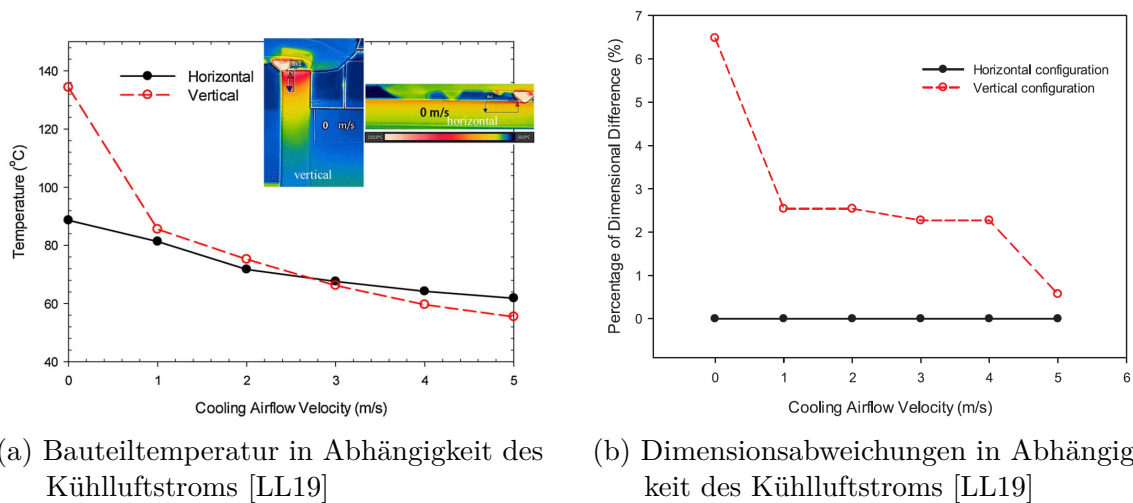 150
140
120
100
80
60
40
0
1
2
3
4
5
Temperature (°C)
Cooling Airflow Velocity (m/s)
Horizontal
Vertical
0 m/s
vertical
0 m/s
horizontal
7
6
5
4
3
2
1
0
0
1
2
3
4
5
6
Percentage of Dimensional Difference (%)
Cooling Airflow Velocity (m/s)
Horizontal configuration
Vertical configuration
a) Bauteiltemperatur in Abhängigkeit des
Kühlluftstroms [LL19]
(b) Dimensionsabweichungen in Abhängig
keit des Kühlluftstroms [LL19]